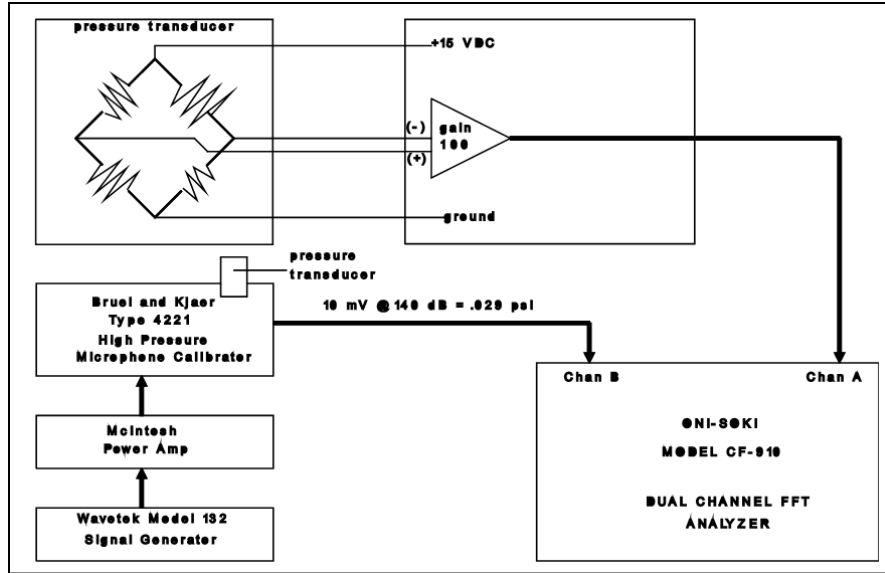 pressure transducer
+15 VDC
(-)
gain
100
(+)
ground
pressure
transducer
Bruel and Kjaer
Type 4221
High Pressure
Microphone Calibrater
10 mV @140 dB = .029 psi
Chan B
Chan A
Mcintosh
Power Amp
ONI-SOKI
MODEL CF-910
DUAL CHANNEL FFT
ANALYZER
Wavetek Model 132
Signal Generator